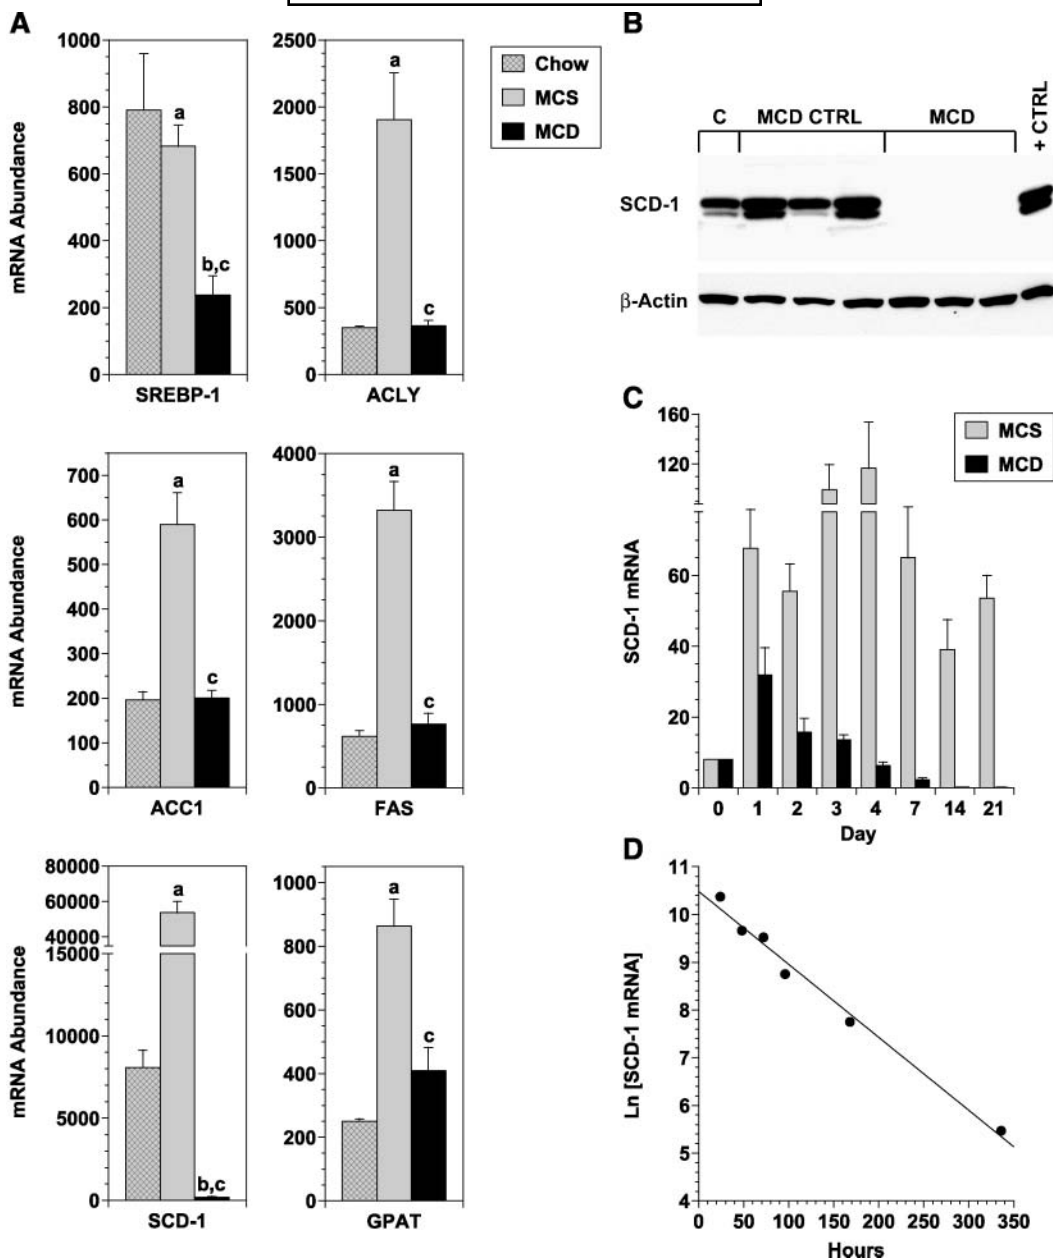 A
mRNA Abundance
1000
800
600
400
200
0
a
b,c
SREBP-1
2500
2000
1500
1000
500
0
a
c
ACLY
Chow
MCS
MCD
mRNA Abundance
700
600
500
400
300
200
100
0
a
c
ACC1
4000
3000
2000
1000
0
a
c
FAS
mRNA Abundance
80000
60000
40000
15000
10000
5000
0
a
b,c
SCD-1
1000
800
600
400
200
0
a
c
GPAT
B
C MCD CTRL MCD + CTRL
SCD-1
β-Actin
C
SCD-1 mRNA
160
120
60
40
20
0
MCS
MCD
0 1 2 3 4 7 14 21
Day
D
Ln [SCD-1 mRNA]
11
10
9
8
7
6
5
4
0 50 100 150 200 250 300 350
Hours